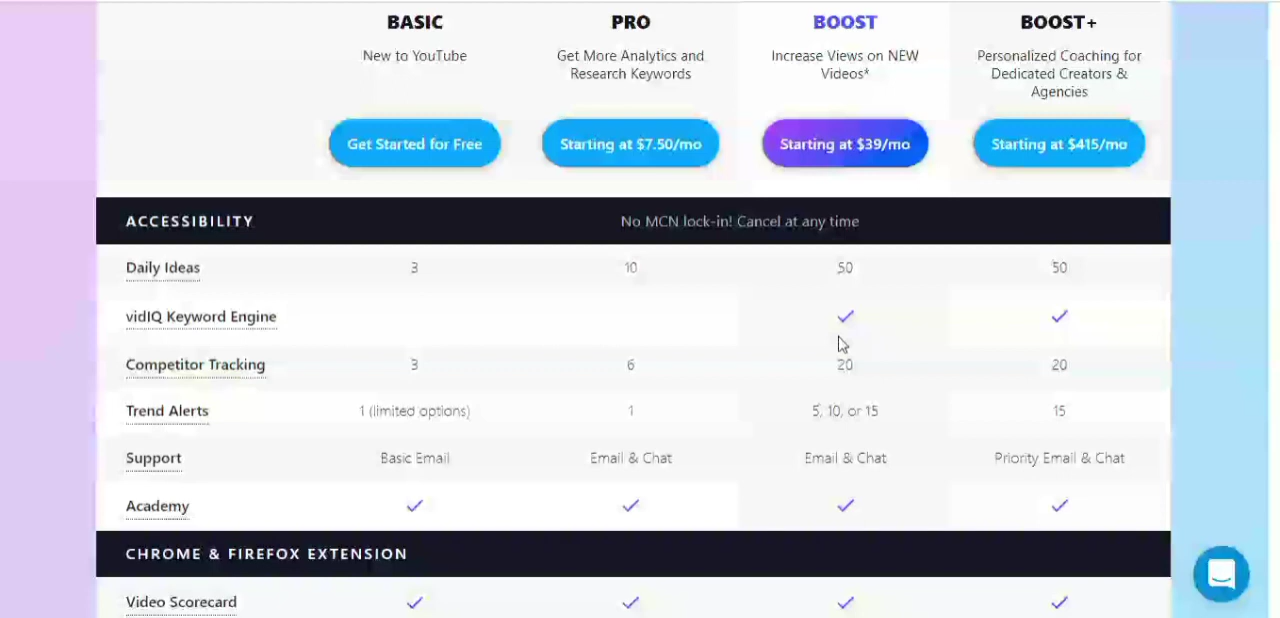 BASIC PRO BOOST BOOST+
New to YouTube Get More Analytics and Increase Views on NEW Personalized Coaching for
Research Keywords Videos* Dedicated Creators &
Agencies
Get Started for Free Starting at $7.50/mo Starting at $39/mo Starting at $415/mo
ACCESSIBILITY No MCN lock-in! Cancel at any time
Daily Ideas 3 10 50 50
vidIQ Keyword Engine
Competitor Tracking 3 6 20 20
Trend Alerts 1 (limited options) 1 5, 10, or 15 15
Support Basic Email Email & Chat Email & Chat Priority Email & Chat
Academy
CHROME & FIREFOX EXTENSION
Video Scorecard